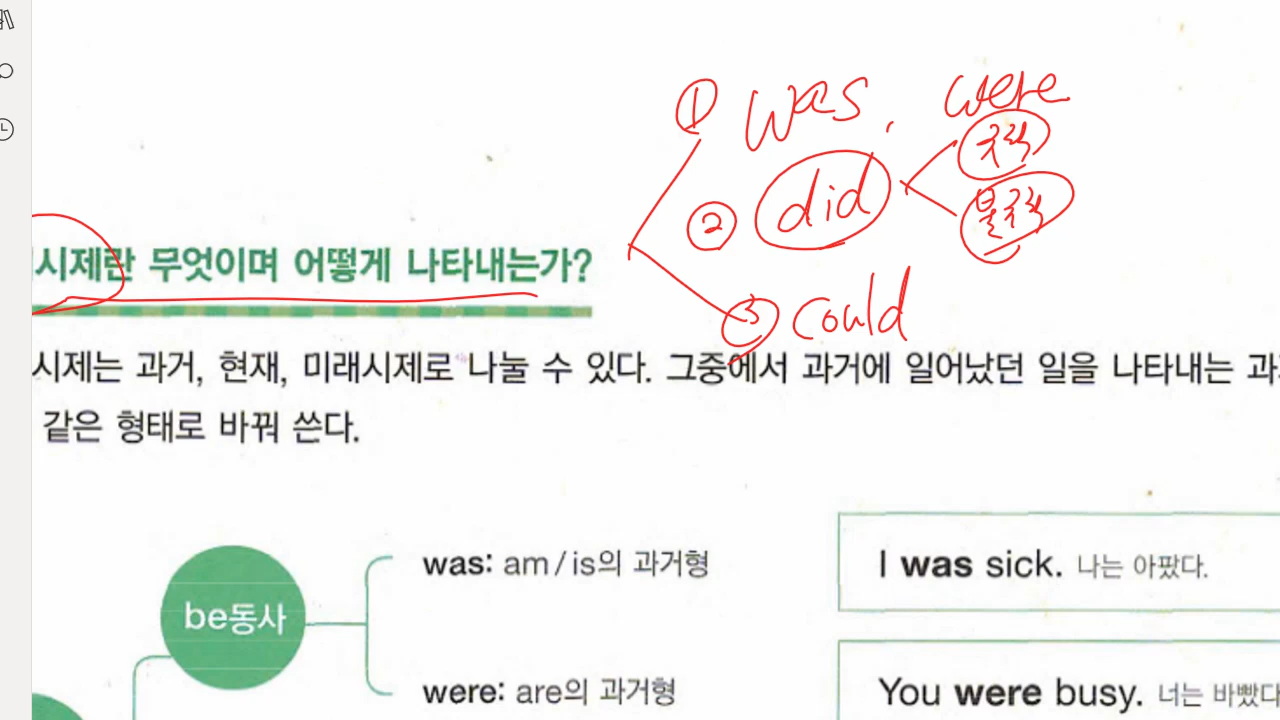 ① was, were
② did 규칙
불규칙
시제란 무엇이며 어떻게 나타내는가?
③ could
시제는 과거, 현재, 미래시제로 나눌 수 있다. 그중에서 과거에 일어났던 일을 나타내는
같은 형태로 바꿔 쓴다.
was: am/is의 과거형
I was sick. 나는 아팠다.
be동사
were: are의 과거형
You were busy. 너는 바빴다